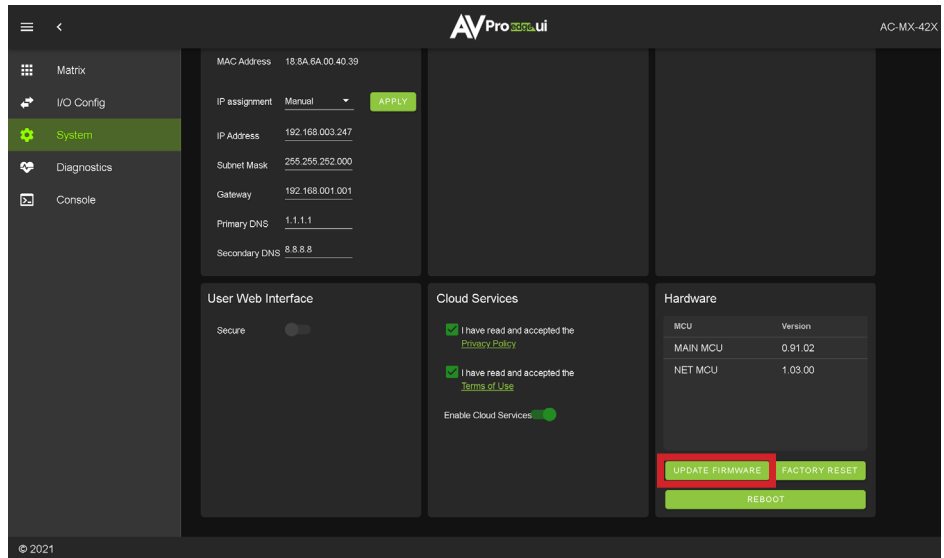 AVPro edge.ui
AC-MX-42X
Matrix
I/O Config
System
Diagnostics
Console
MAC Address 18.8A.6A.00.40.39
IP assignment Manual APPLY
IP Address 192.168.003.247
Subnet Mask 255.255.252.000
Gateway 192.168.001.001
Primary DNS 1.1.1.1
Secondary DNS 8.8.8.8
User Web Interface
Secure
Cloud Services
I have read and accepted the
Privacy Policy
I have read and accepted the
Terms of Use
Enable Cloud Services
Hardware
MCU Version
MAIN MCU 0.91.02
NET MCU 1.03.00
UPDATE FIRMWARE FACTORY RESET
REBOOT
© 2021